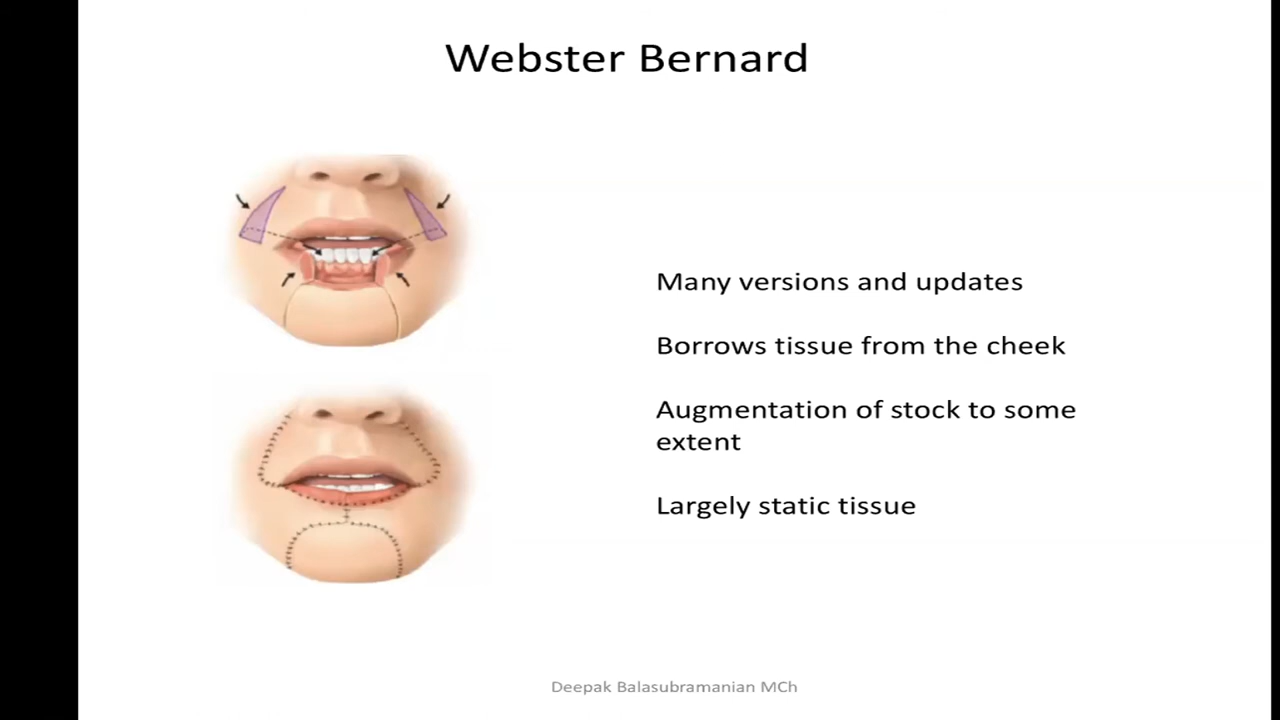 Webster Bernard
Many versions and updates
Borrows tissue from the cheek
Augmentation of stock to some
extent
Largely static tissue
Deepak Balasubramanian MCh